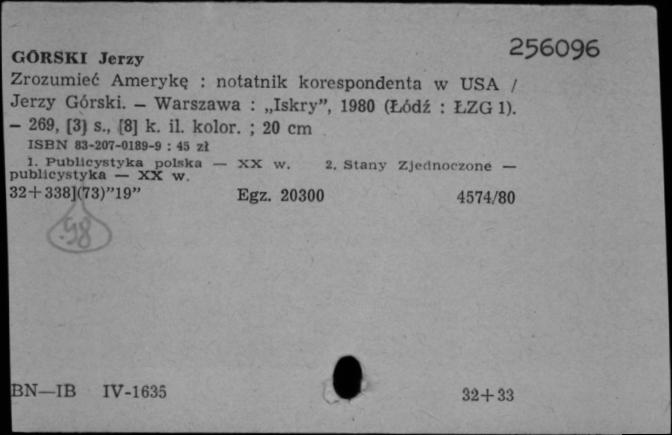 256096
GÓRSKI Jerzy
Zrozumieć Amerykę : notatnik korespondenta w USA /
Jerzy Górski. — Warszawa : „Iskry”, 1980 (Łódź : ŁZG 1).
— 269, [3] s., [8] k. il. kolor. ; 20 cm
ISBN 83-207-0189-9 : 45 zł
1. Publicystyka polska — XX w. 2. Stany Zjednoczone —
publicystyka — XX w.
32+338](73)”19” Egz. 20300 4574/80
.58
BN—IB IV-1635 32+33